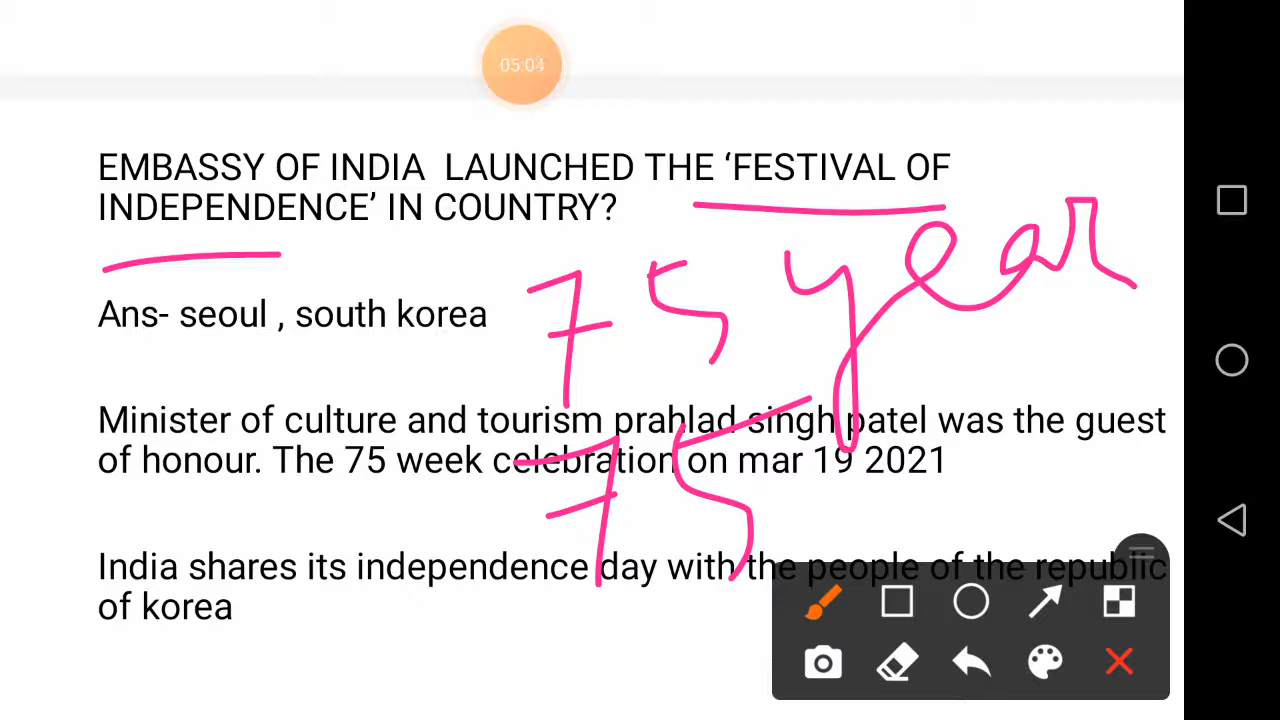 05:04
EMBASSY OF INDIA LAUNCHED THE ‘FESTIVAL OF
INDEPENDENCE’ IN COUNTRY?
75 year
Ans- seoul , south korea
Minister of culture and tourism prahlad singh patel was the guest
of honour. The 75 week celebration on mar 19 2021
75
India shares its independence day with the people of the republic
of korea